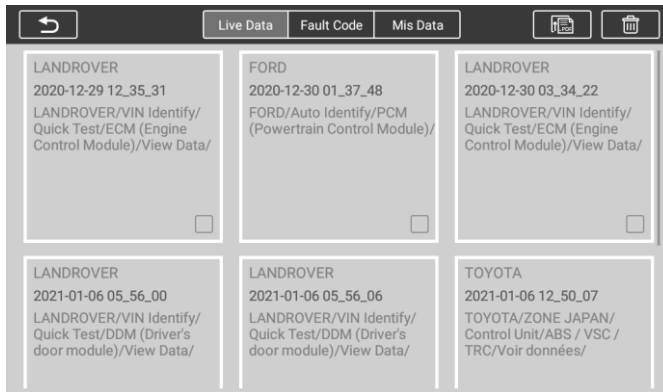 Live Data
Fault Code
Mis Data
PDF
LANDROVER
2020-12-29 12_35_31
LANDROVER/VIN Identify/
Quick Test/ECM (Engine
Control Module)/View Data/
FORD
2020-12-30 01_37_48
FORD/Auto Identify/PCM
(Powertrain Control Module)/
LANDROVER
2020-12-30 03_34_22
LANDROVER/VIN Identify/
Quick Test/ECM (Engine
Control Module)/View Data/
LANDROVER
2021-01-06 05_56_00
LANDROVER/VIN Identify/
Quick Test/DDM (Driver's
door module)/View Data/
LANDROVER
2021-01-06 05_56_06
LANDROVER/VIN Identify/
Quick Test/DDM (Driver's
door module)/View Data/
TOYOTA
2021-01-06 12_50_07
TOYOTA/ZONE JAPAN/
Control Unit/ABS / VSC /
TRC/Voir données/